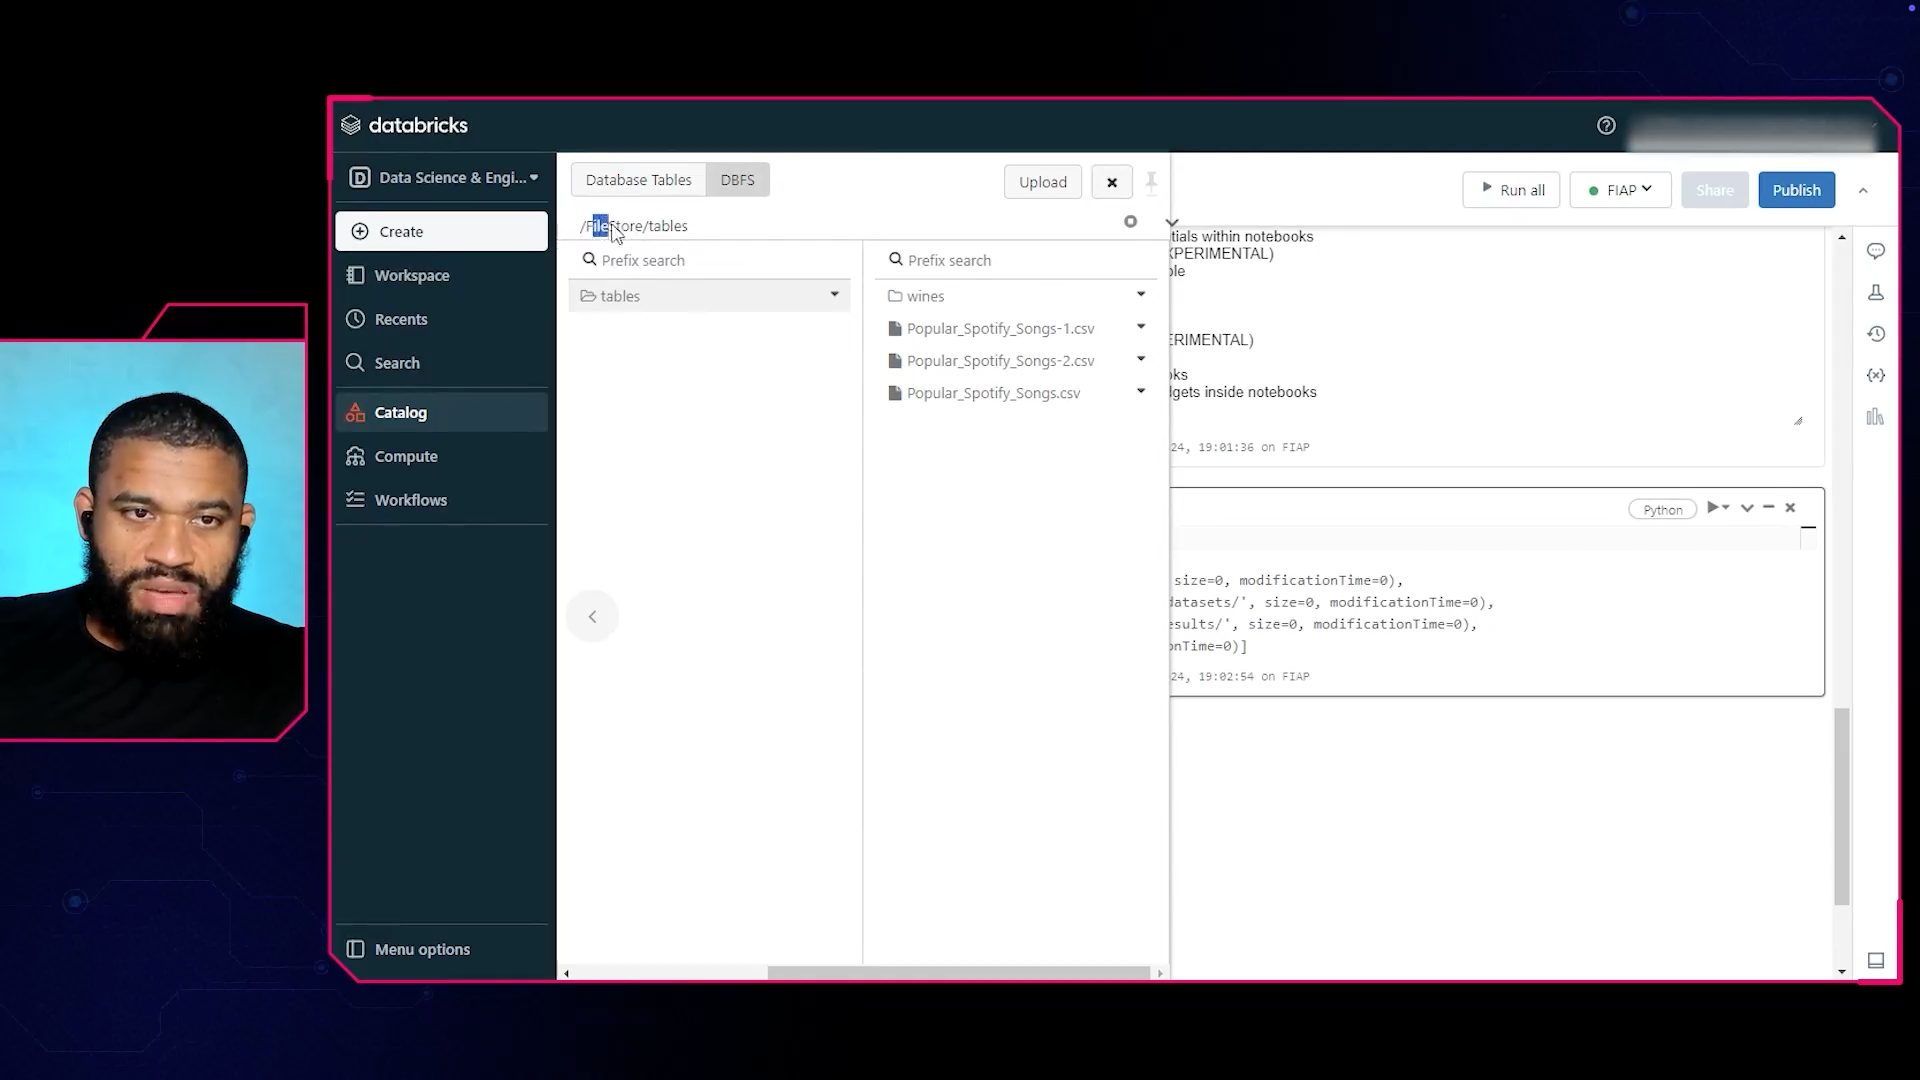 databricks
Data Science & Engi...
Create
Workspace
Recents
Search
Catalog
Compute
Workflows
Menu options
Database Tables
DBFS
Upload
/FileStore/tables
Prefix search
tables
Prefix search
wines
Popular_Spotify_Songs-1.csv
Popular_Spotify_Songs-2.csv
Popular_Spotify_Songs.csv
Run all
FIAP
Share
Publish
tials within notebooks
XPERIMENTAL)
ple
ERIMENTAL)
oks
dgets inside notebooks
24, 19:01:36 on FIAP
Python
size=0, modificationTime=0),
datasets/', size=0, modificationTime=0),
esults/', size=0, modificationTime=0),
onTime=0)]
24, 19:02:54 on FIAP